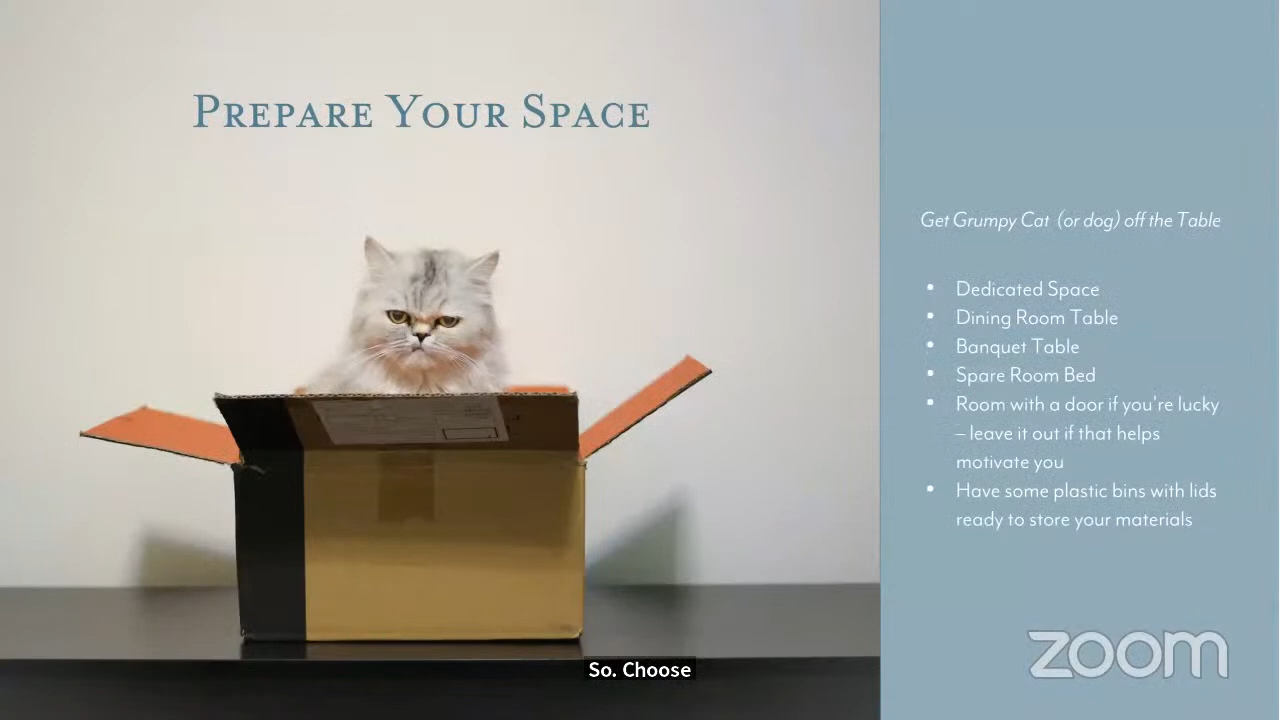 Prepare Your Space
Get Grumpy Cat (or dog) off the Table
• Dedicated Space
• Dining Room Table
• Banquet Table
• Spare Room Bed
• Room with a door if you're lucky
– leave it out if that helps
motivate you
• Have some plastic bins with lids
ready to store your materials
zoom
So. Choose